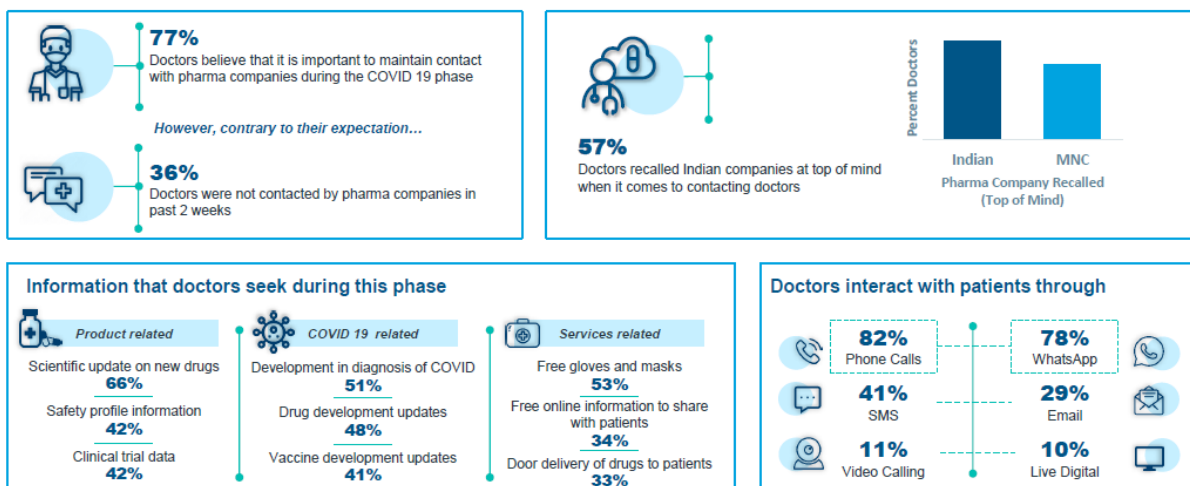 77%
Doctors believe that it is important to maintain contact
with pharma companies during the COVID 19 phase
However, contrary to their expectation...
36%
Doctors were not contacted by pharma companies in
past 2 weeks
57%
Doctors recalled Indian companies at top of mind
when it comes to contacting doctors
Percent Doctors
Indian
MNC
Pharma Company Recalled
(Top of Mind)
Information that doctors seek during this phase
Product related
Scientific update on new drugs
66%
Safety profile information
42%
Clinical trial data
42%
COVID 19 related
Development in diagnosis of COVID
51%
Drug development updates
48%
Vaccine development updates
41%
Services related
Free gloves and masks
53%
Free online information to share
with patients
34%
Door delivery of drugs to patients
33%
Doctors interact with patients through
82%
Phone Calls
78%
WhatsApp
41%
SMS
29%
Email
11%
Video Calling
10%
Live Digital